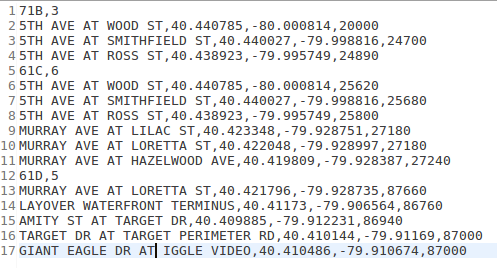 1 71B,3
2 5TH AVE AT WOOD ST,40.440785,-80.000814,20000
3 5TH AVE AT SMITHFIELD ST,40.440027,-79.998816,24700
4 5TH AVE AT ROSS ST,40.438923,-79.995749,24890
5 61C,6
6 5TH AVE AT WOOD ST,40.440785,-80.000814,25620
7 5TH AVE AT SMITHFIELD ST,40.440027,-79.998816,25680
8 5TH AVE AT ROSS ST,40.438923,-79.995749,25800
9 MURRAY AVE AT LILAC ST,40.423348,-79.928751,27180
10 MURRAY AVE AT LORETTA ST,40.422048,-79.928997,27180
11 MURRAY AVE AT HAZELWOOD AVE,40.419809,-79.928387,27240
12 61D,5
13 MURRAY AVE AT LORETTA ST,40.421796,-79.928735,87660
14 LAYOVER WATERFRONT TERMINUS,40.41173,-79.906564,86760
15 AMITY ST AT TARGET DR,40.409885,-79.912231,86940
16 TARGET DR AT TARGET PERIMETER RD,40.410144,-79.91169,87000
17 GIANT EAGLE DR AT IGGLE VIDEO,40.410486,-79.910674,87000